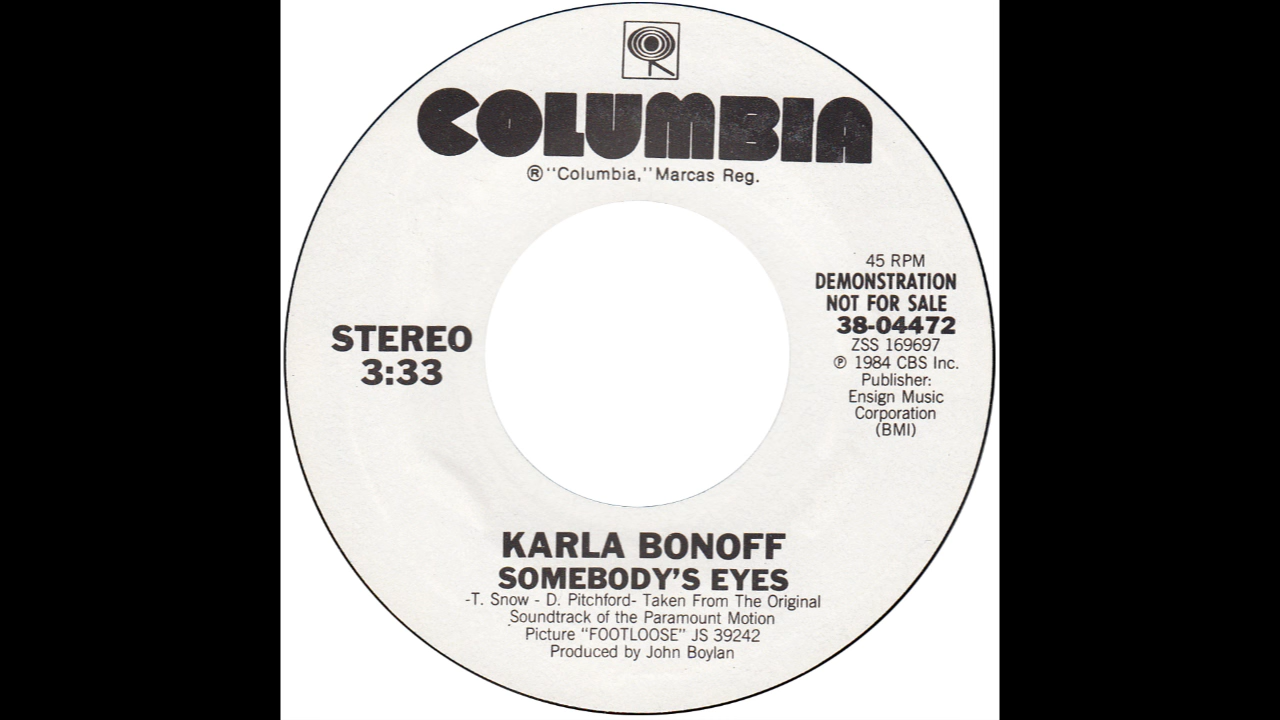 COLUMBIA
® "Columbia," Marcas Reg.
STEREO
3:33
45 RPM
DEMONSTRATION
NOT FOR SALE
38-04472
ZSS 169697
℗ 1984 CBS Inc.
Publisher:
Ensign Music
Corporation
(BMI)
KARLA BONOFF
SOMEBODY'S EYES
-T. Snow - D. Pitchford- Taken From The Original
Soundtrack of the Paramount Motion
Picture "FOOTLOOSE" JS 39242
Produced by John Boylan